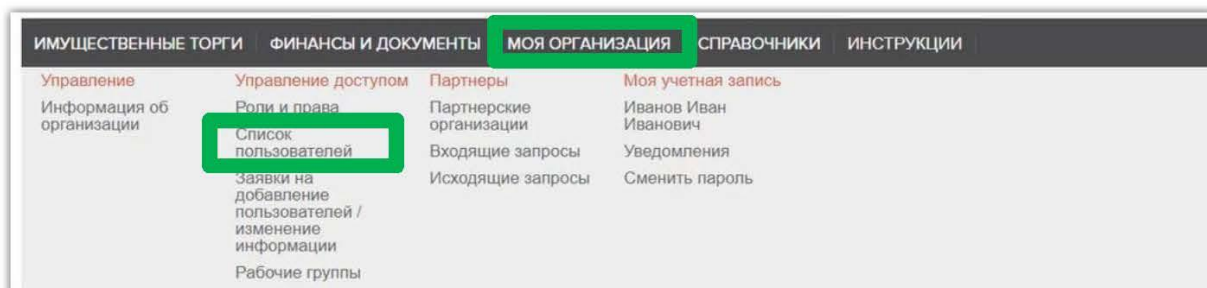 ИМУЩЕСТВЕННЫЕ ТОРГИ ФИНАНСЫ И ДОКУМЕНТЫ МОЯ ОРГАНИЗАЦИЯ СПРАВОЧНИКИ ИНСТРУКЦИИ
Управление
Информация об
организации
Управление доступом
Роли и права
Список
пользователей
Заявки на
добавление
пользователей /
изменение
информации
Рабочие группы
Партнеры
Партнерские
организации
Входящие запросы
Исходящие запросы
Моя учетная запись
Иванов Иван
Иванович
Уведомления
Сменить пароль